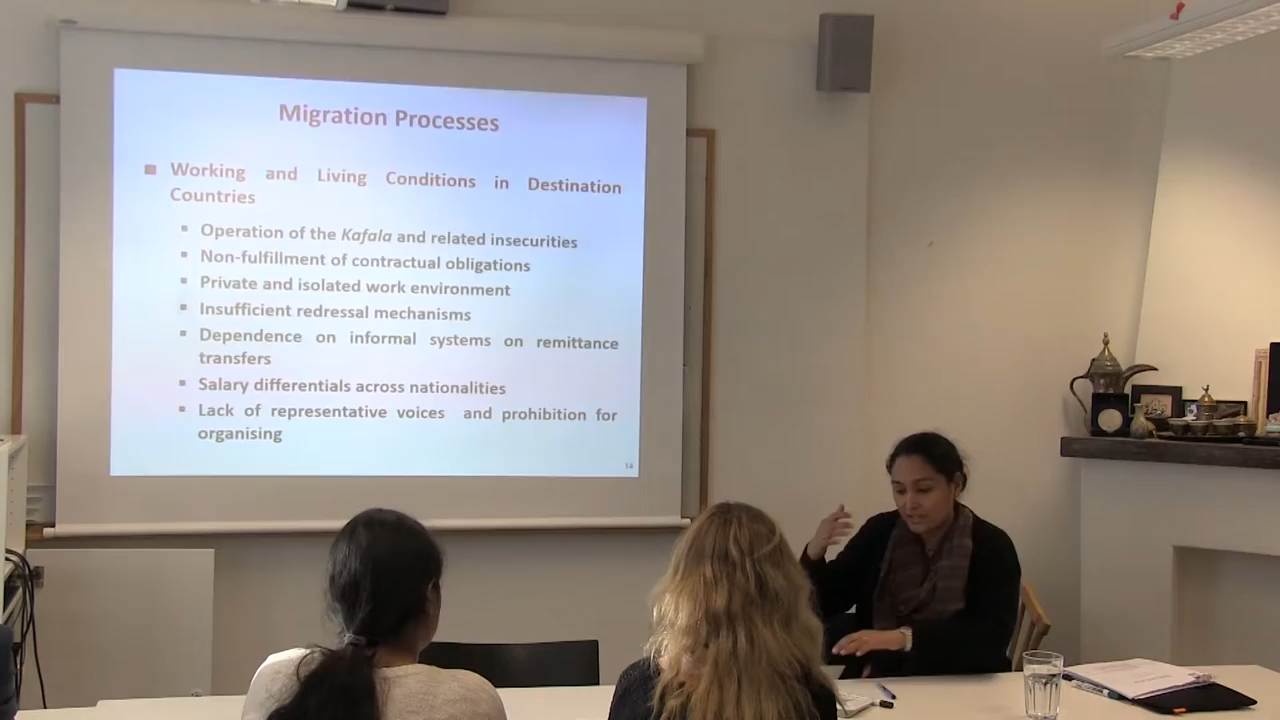 Migration Processes
Working and Living Conditions in Destination
Countries
Operation of the Kafala and related insecurities
Non-fulfillment of contractual obligations
Private and isolated work environment
Insufficient redressal mechanisms
Dependence on informal systems on remittance
transfers
Salary differentials across nationalities
Lack of representative voices and prohibition for
organising
14